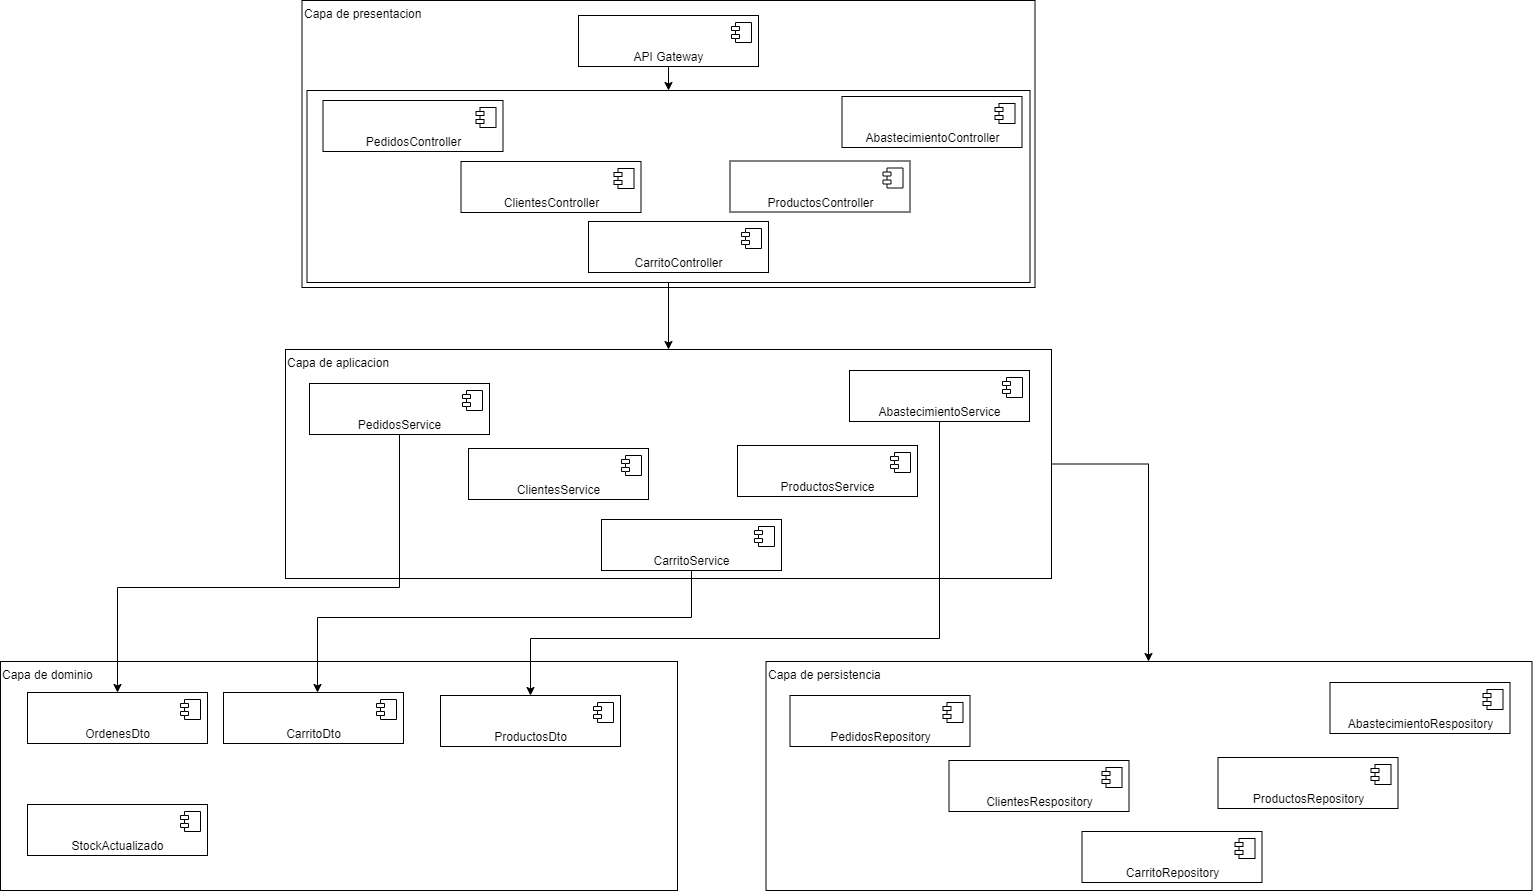 Capa de presentacion
API Gateway
PedidosController
AbastecimientoController
ClientesController
ProductosController
CarritoController
Capa de aplicacion
PedidosService
AbastecimientoService
ClientesService
ProductosService
CarritoService
Capa de dominio
OrdenesDto
CarritoDto
ProductosDto
StockActualizado
Capa de persistencia
PedidosRepository
AbastecimientoRespository
ClientesRespository
ProductosRepository
CarritoRepository